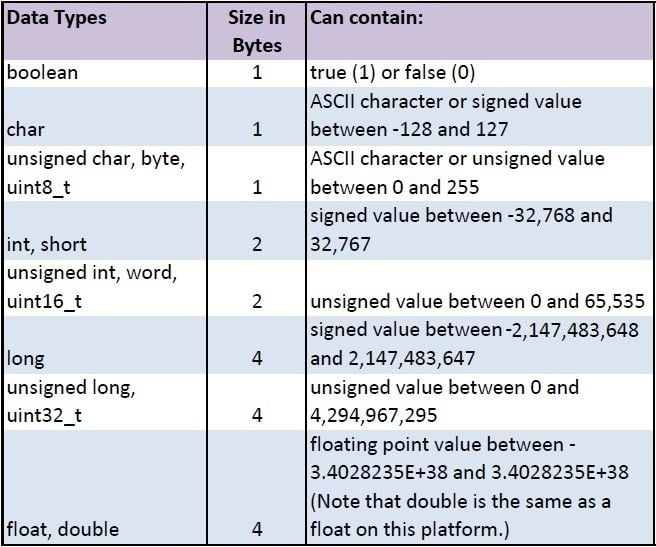 Data Types Size in Bytes Can contain:
boolean 1 true (1) or false (0)
ASCII character or signed value
char 1 between -128 and 127
unsigned char, byte, ASCII character or unsigned value
uint8_t 1 between 0 and 255
signed value between -32,768 and
int, short 2 32,767
unsigned int, word,
uint16_t 2 unsigned value between 0 and 65,535
signed value between -2,147,483,648
long 4 and 2,147,483,647
unsigned long, unsigned value between 0 and
uint32_t 4 4,294,967,295
floating point value between -
3.4028235E+38 and 3.4028235E+38
(Note that double is the same as a
float, double 4 float on this platform.)